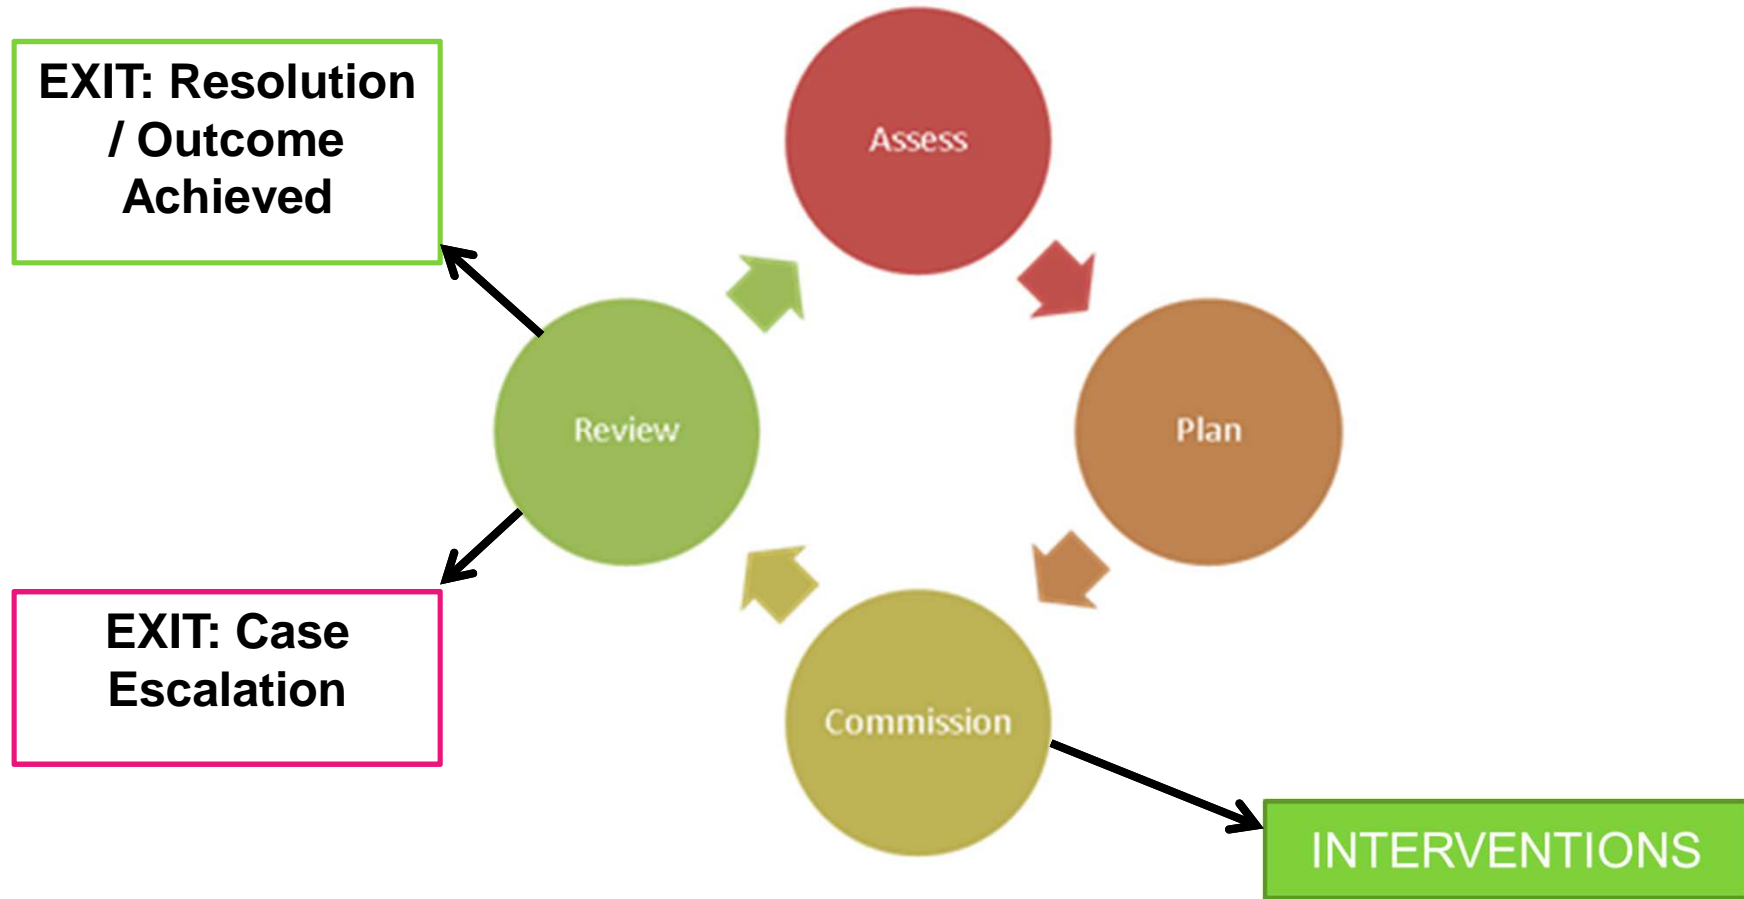 EXIT: Resolution
/ Outcome
Achieved
Assess
Review
Plan
EXIT: Case
Escalation
Commission
INTERVENTIONS